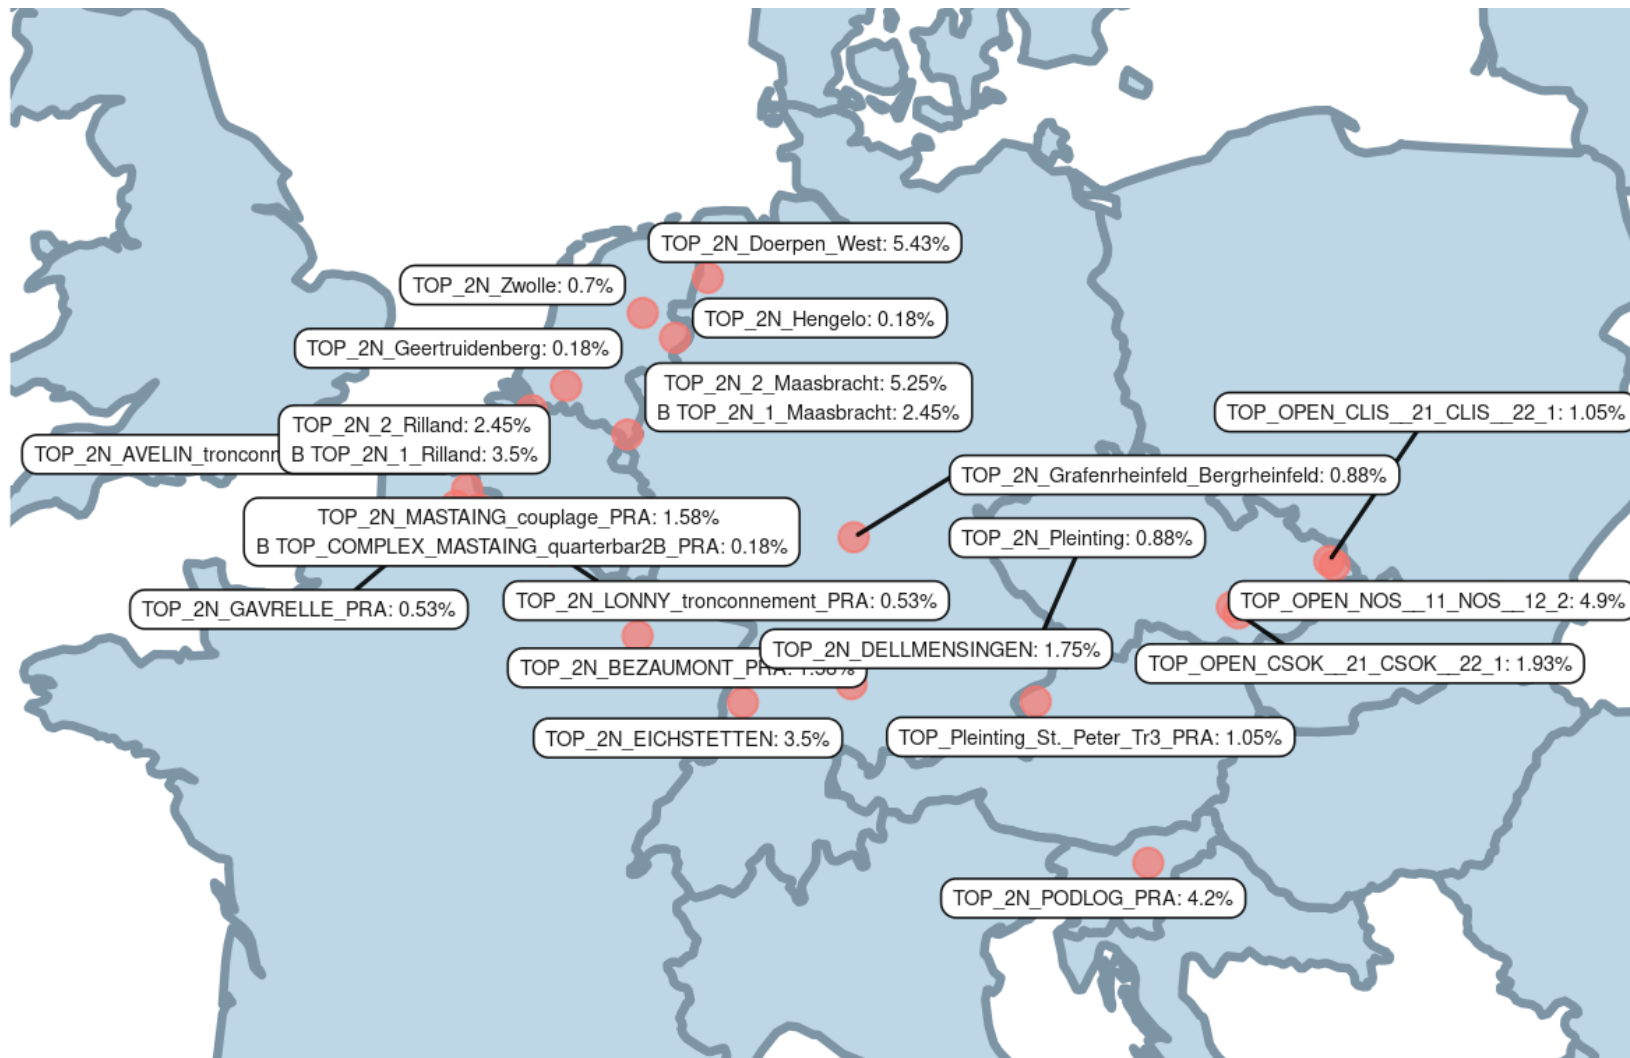 TOP_2N_Doerpen_West: 5.43%
TOP_2N_Zwolle: 0.7%
TOP_2N_Hengelo: 0.18%
TOP_2N_Geertruidenberg: 0.18%
TOP_2N_2_Maasbracht: 5.25%
B TOP_2N_1_Maasbracht: 2.45%
TOP_OPEN_CLIS__21_CLIS__22_1: 1.05%
TOP_2N_2_Rilland: 2.45%
B TOP_2N_1_Rilland: 3.5%
TOP_2N_AVELIN_tronconn
TOP_2N_Grafenrheinfeld_Bergrheinfeld: 0.88%
TOP_2N_MASTAING_couplage_PRA: 1.58%
B TOP_COMPLEX_MASTAING_quarterbar2B_PRA: 0.18%
TOP_2N_Pleinting: 0.88%
TOP_2N_GAVRELLE_PRA: 0.53%
TOP_2N_LONNY_tronconnement_PRA: 0.53%
TOP_OPEN_NOS__11_NOS__12_2: 4.9%
TOP_2N_DELLMENSINGEN: 1.75%
TOP_2N_BEZAUMONT_PRA: 1.58%
TOP_OPEN_CSOK__21_CSOK__22_1: 1.93%
TOP_2N_EICHSTETTEN: 3.5%
TOP_Pleinting_St._Peter_Tr3_PRA: 1.05%
TOP_2N_PODLOG_PRA: 4.2%